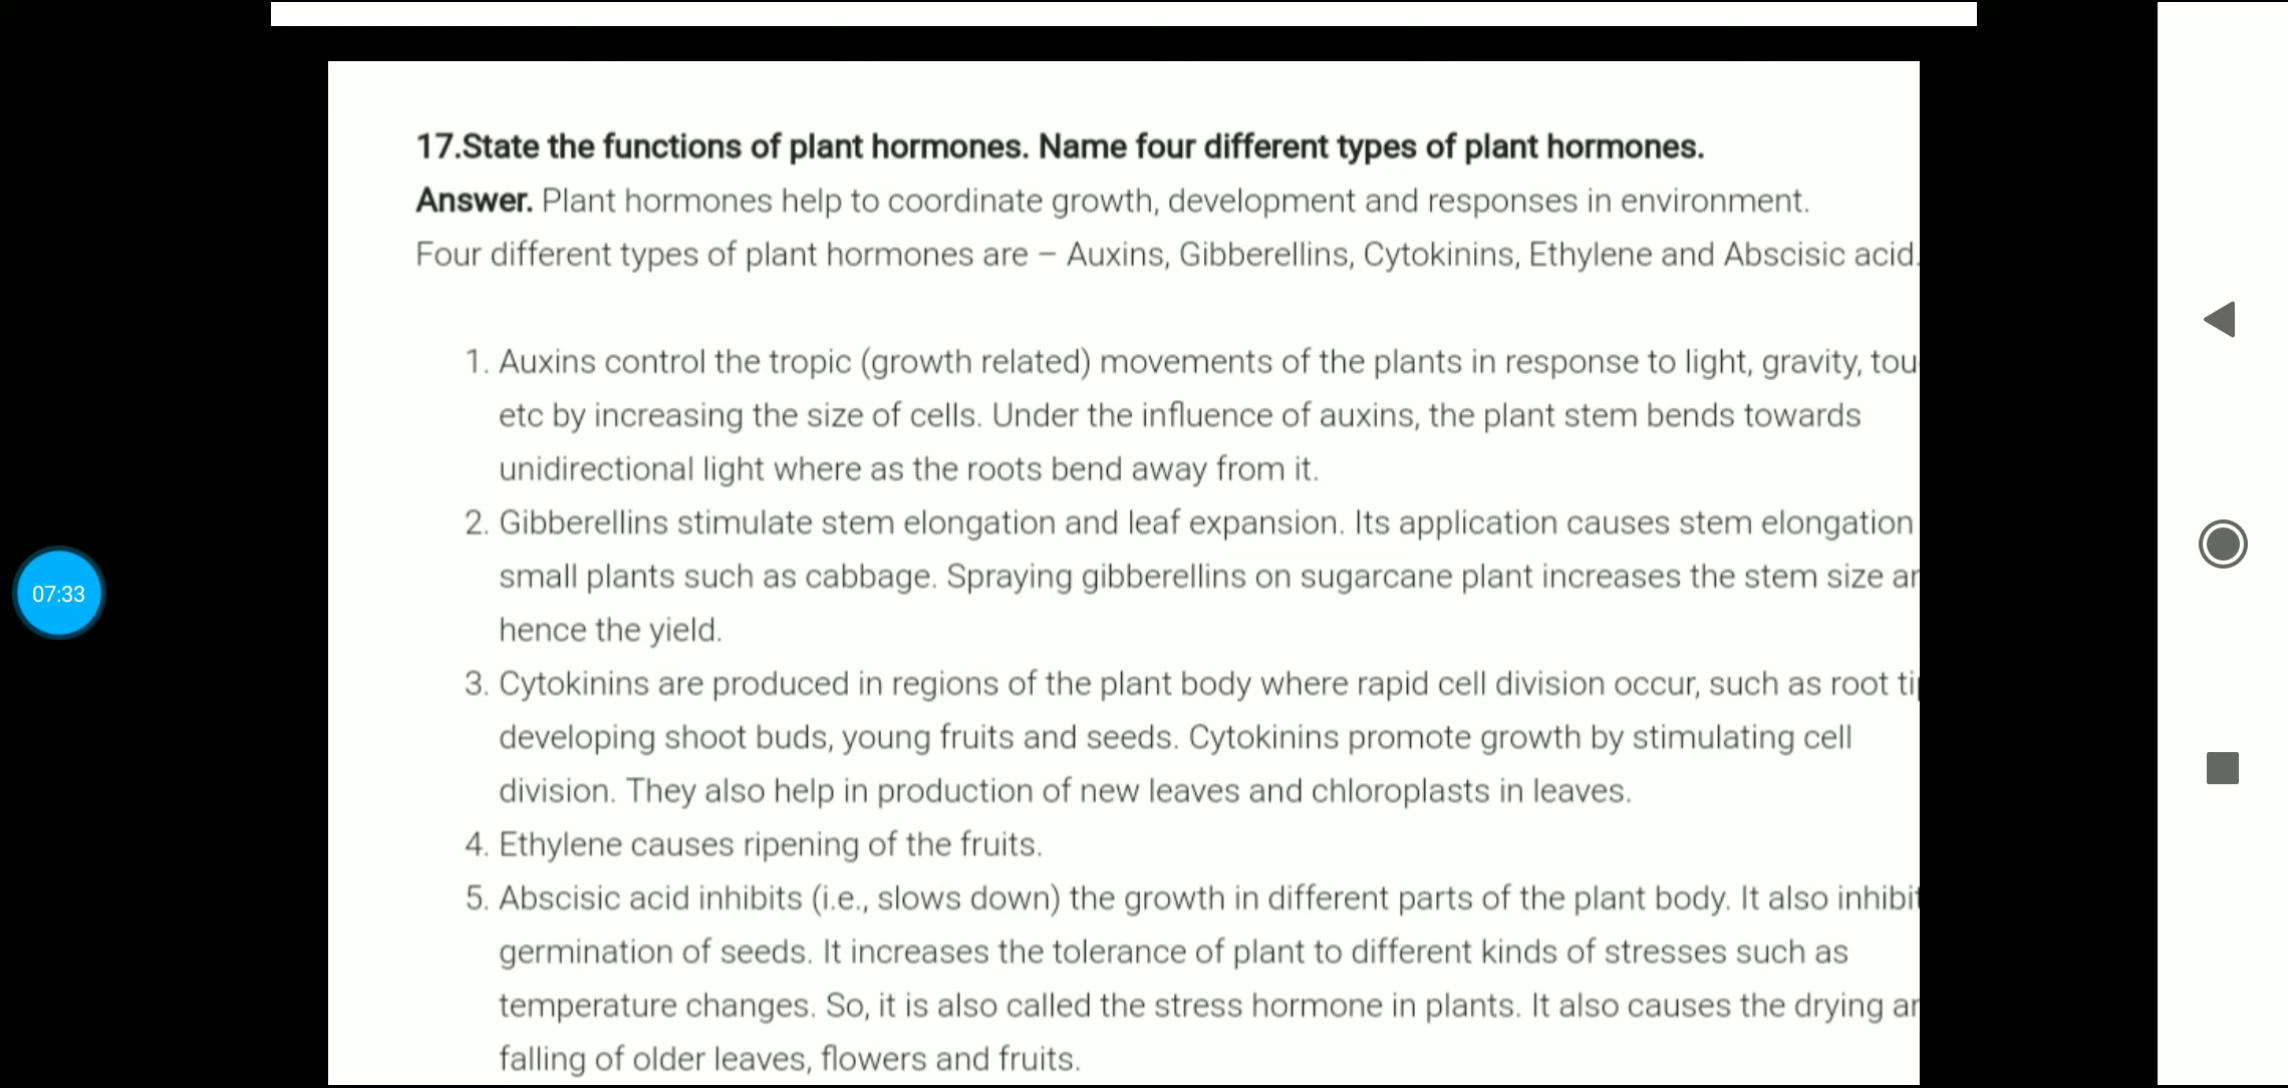 17.State the functions of plant hormones. Name four different types of plant hormones.
Answer. Plant hormones help to coordinate growth, development and responses in environment.
Four different types of plant hormones are – Auxins, Gibberellins, Cytokinins, Ethylene and Abscisic acid.
1. Auxins control the tropic (growth related) movements of the plants in response to light, gravity,
etc by increasing the size of cells. Under the influence of auxins, the plant stem bends towards
unidirectional light where as the roots bend away from it.
2. Gibberellins stimulate stem elongation and leaf expansion. Its application causes stem elongation
small plants such as cabbage. Spraying gibberellins on sugarcane plant increases the stem size
hence the yield.
07:33
3. Cytokinins are produced in regions of the plant body where rapid cell division occur, such as root
developing shoot buds, young fruits and seeds. Cytokinins promote growth by stimulating cell
division. They also help in production of new leaves and chloroplasts in leaves.
4. Ethylene causes ripening of the fruits.
5. Abscisic acid inhibits (i.e., slows down) the growth in different parts of the plant body. It also
germination of seeds. It increases the tolerance of plant to different kinds of stresses such as
temperature changes. So, it is also called the stress hormone in plants. It also causes the drying
falling of older leaves, flowers and fruits.